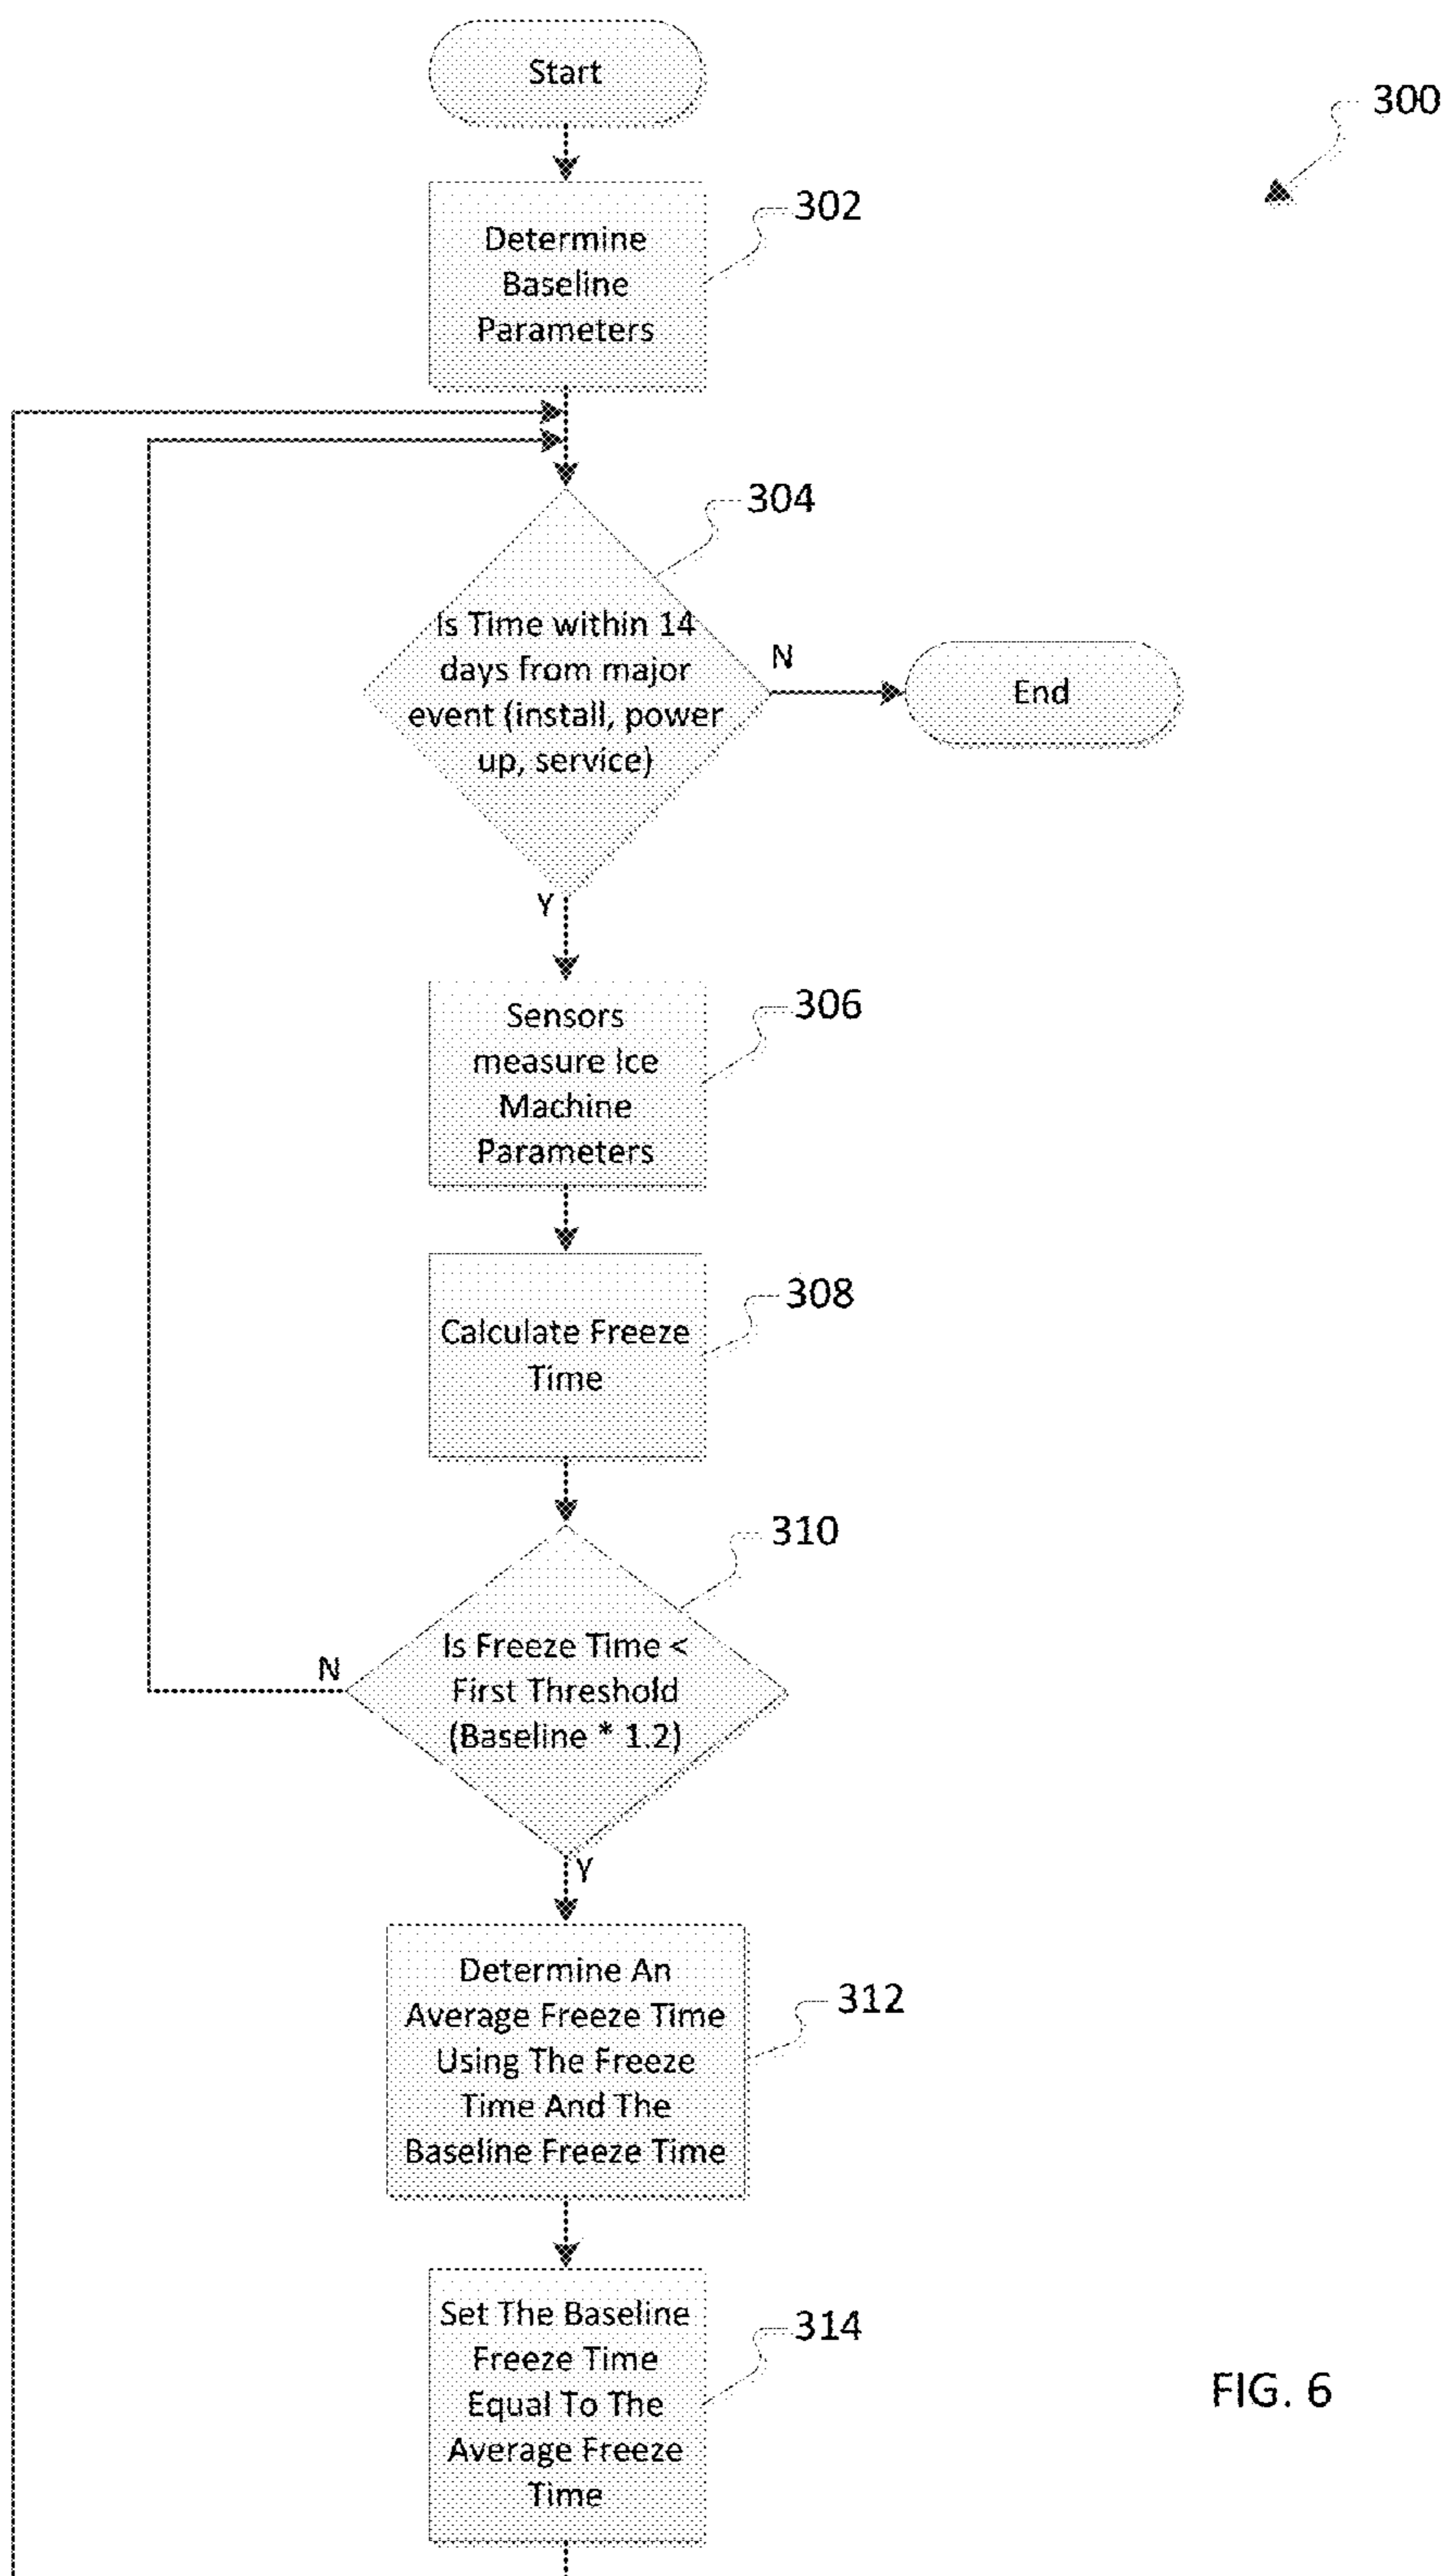 Start
300
302
Determine
Baseline
Parameters
304
Is Time within 14
days from major
event (install, power
up, service)
N
End
Y
306
Sensors
measure Ice
Machine
Parameters
308
Calculate Freeze
Time
310
Is Freeze Time <
First Threshold
(Baseline * 1.2)
N
Y
312
Determine An
Average Freeze Time
Using The Freeze
Time And The
Baseline Freeze Time
314
Set The Baseline
Freeze Time
Equal To The
Average Freeze
Time
FIG. 6